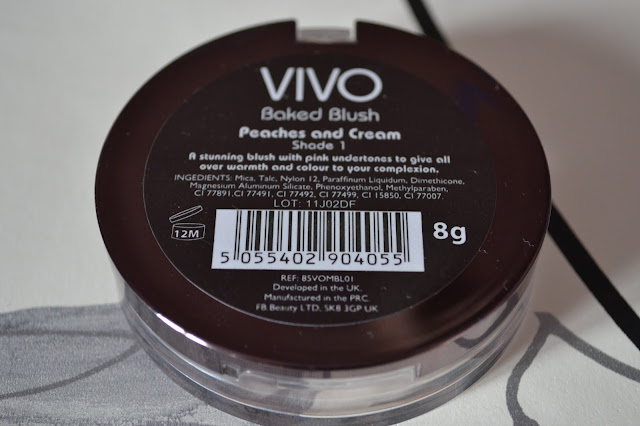 VIVO
Baked Blush
Peaches and Cream
Shade 1
A stunning blush with pink undertones to give all
over warmth and colour to your complexion.
INGREDIENTS: Mica, Talc, Nylon 12, Paraffinum Liquidum, Dimethicone,
Magnesium Aluminum Silicate, Phenoxyethanol, Methylparaben,
CI 77891,CI 77491, CI 77492, CI 77499, CI 15850, CI 77007.
LOT: 11J02DF
12M
8g
5 055402 904055
REF: 85VOMBL01
Developed in the UK.
Manufactured in the PRC.
FB Beauty LTD, SK8 3GP UK